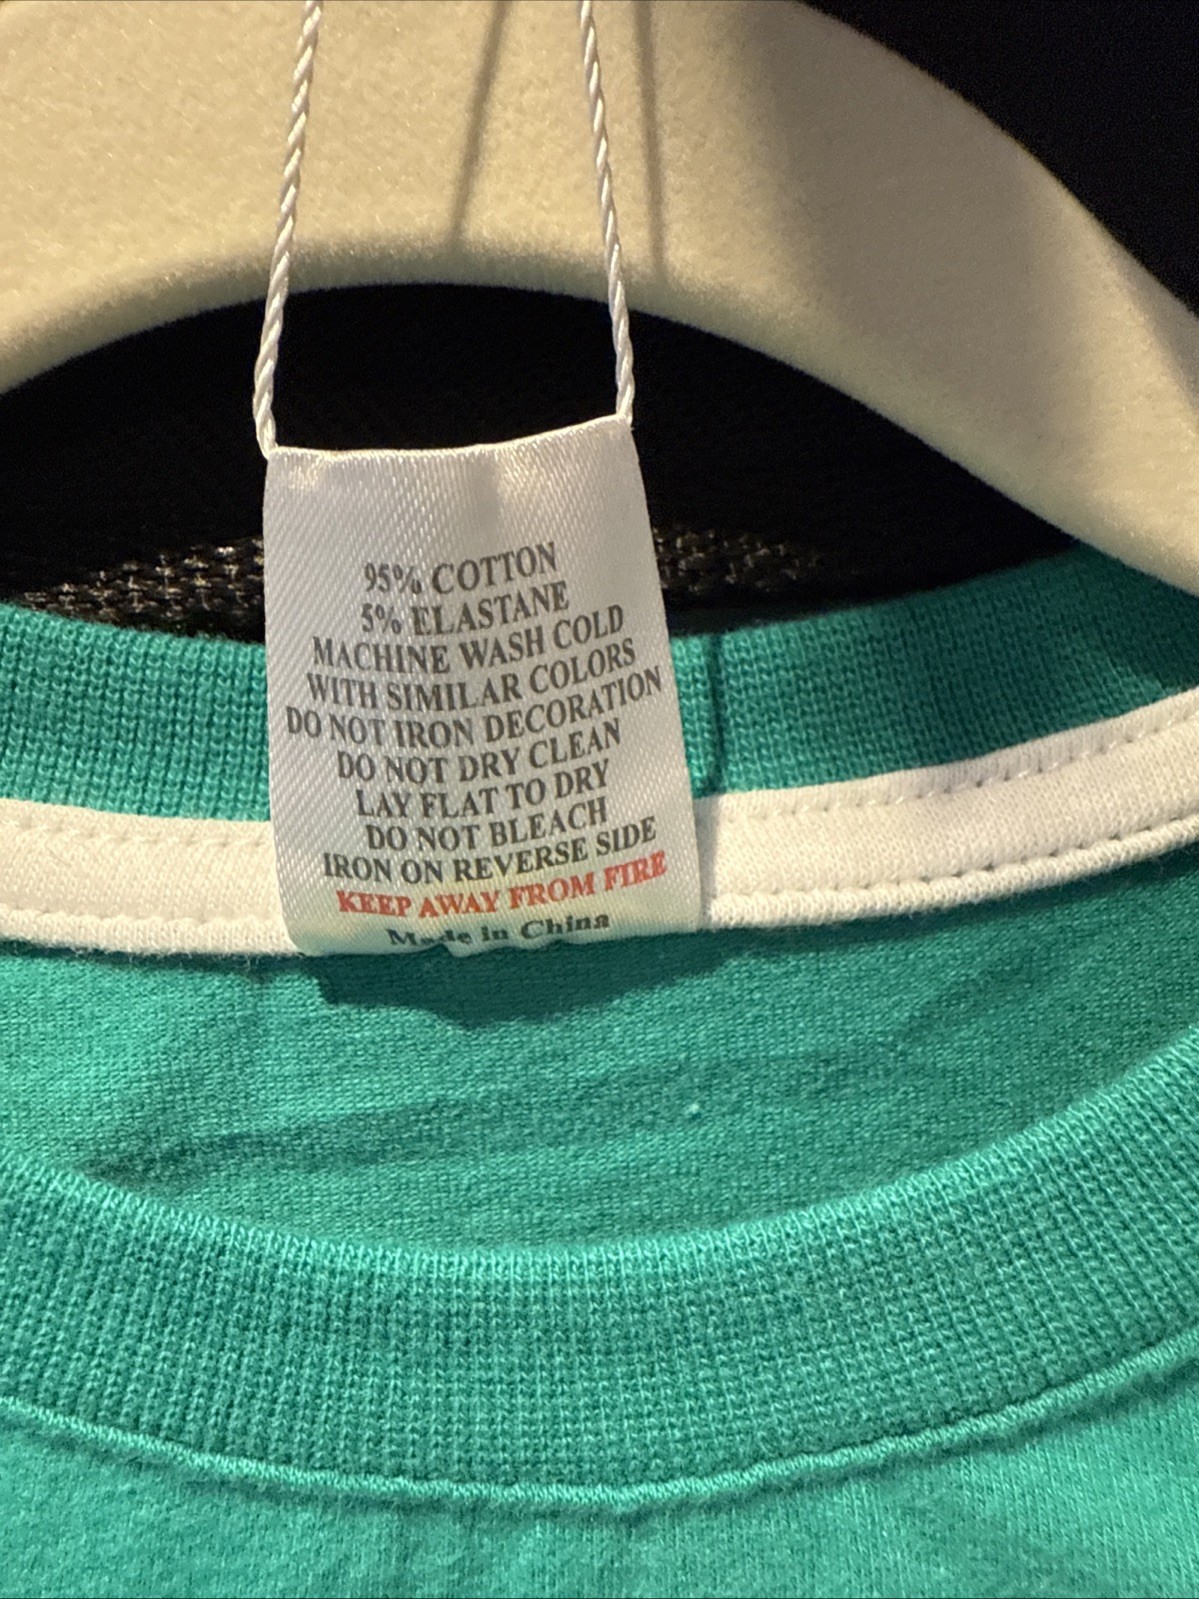 95% COTTON
5% ELASTANE
MACHINE WASH COLD
WITH SIMILAR COLORS
DO NOT IRON DECORATION
DO NOT DRY CLEAN
LAY FLAT TO DRY
DO NOT BLEACH
IRON ON REVERSE SIDE
KEEP AWAY FROM FIRE
Made in China